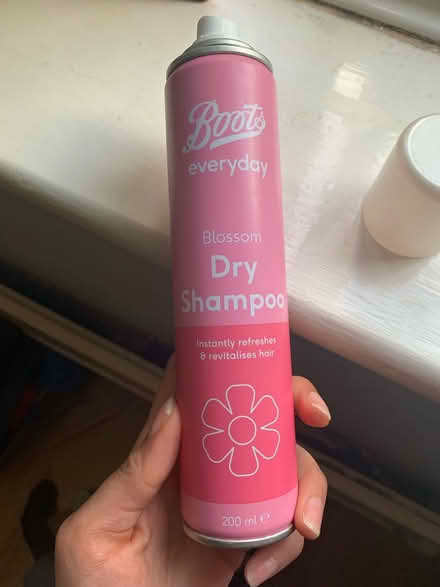 Boots
everyday
Blossom
Dry
Shampoo
Instantly refreshes
& revitalises hair
200 ml ℮